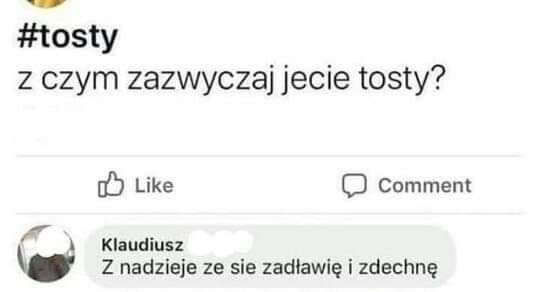 #tosty
z czym zazwyczaj jecie tosty?
Like
Comment
Klaudiusz
Z nadzieje ze sie zadławię i zdechnę